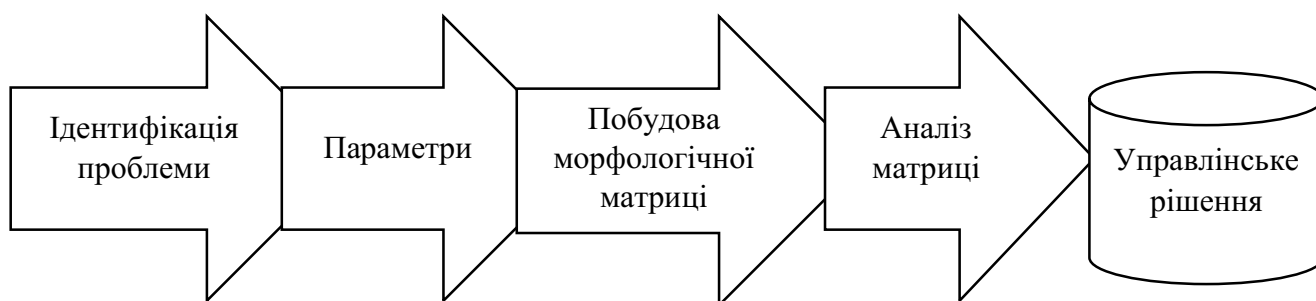 Ідентифікація
проблеми
Параметри
Побудова
морфологічної
матриці
Аналіз
матриці
Управлінське
рішення